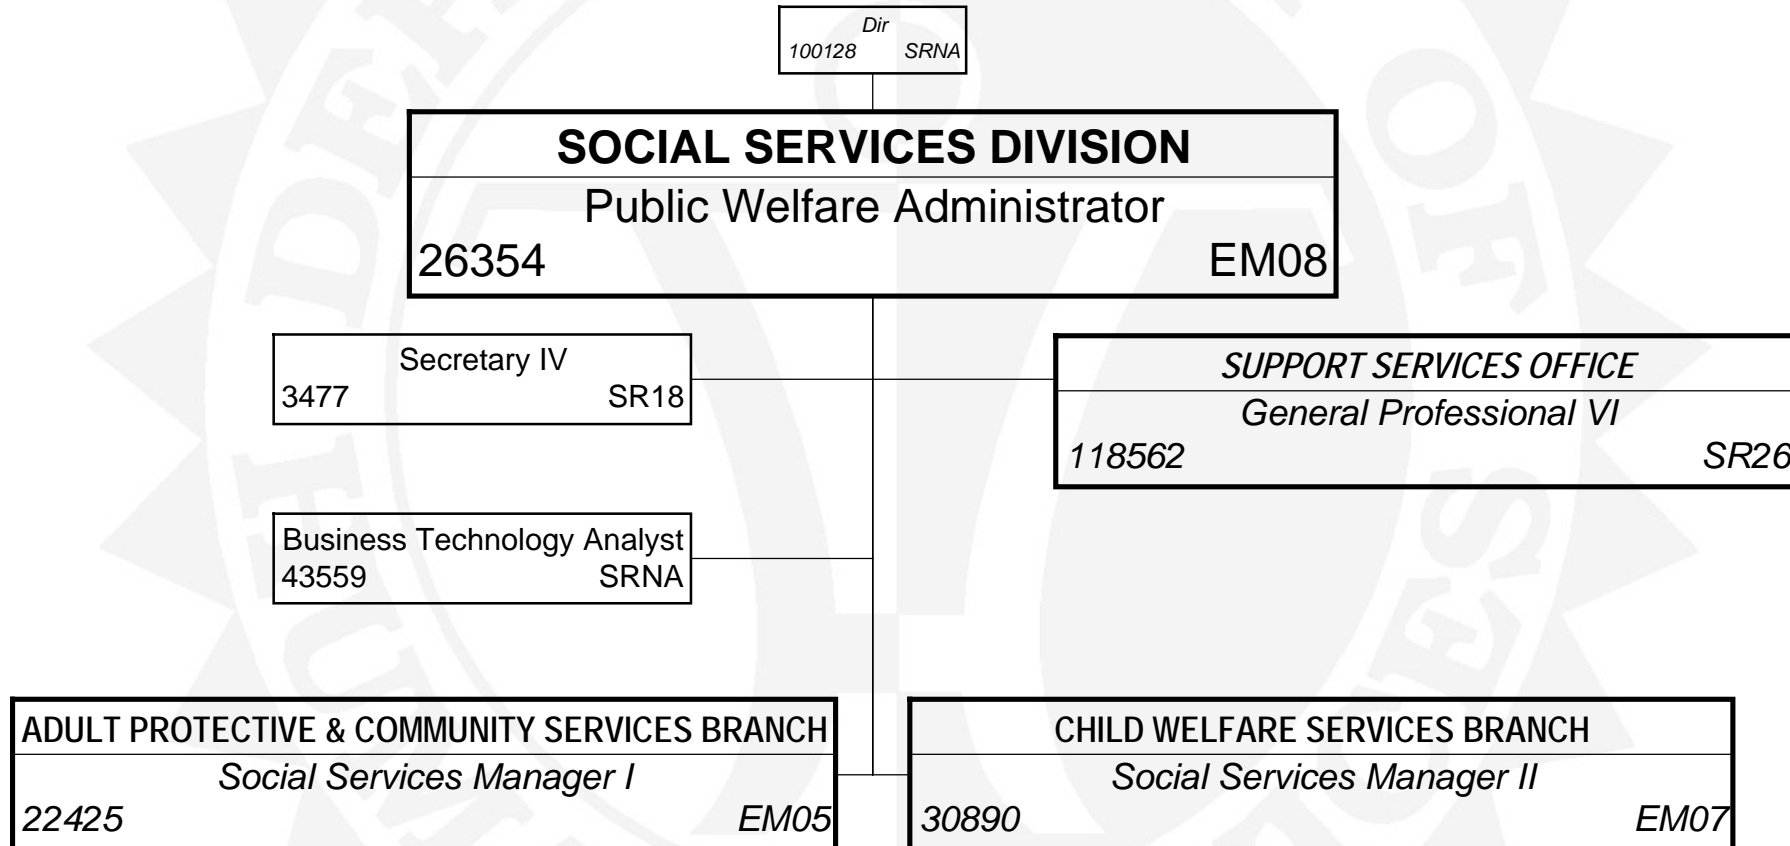 Dir
100128 SRNA
SOCIAL SERVICES DIVISION
Public Welfare Administrator
26354 EM08
Secretary IV
3477 SR18
SUPPORT SERVICES OFFICE
General Professional VI
118562 SR26
Business Technology Analyst
43559 SRNA
ADULT PROTECTIVE & COMMUNITY SERVICES BRANCH
Social Services Manager I
22425 EM05
CHILD WELFARE SERVICES BRANCH
Social Services Manager II
30890 EM07